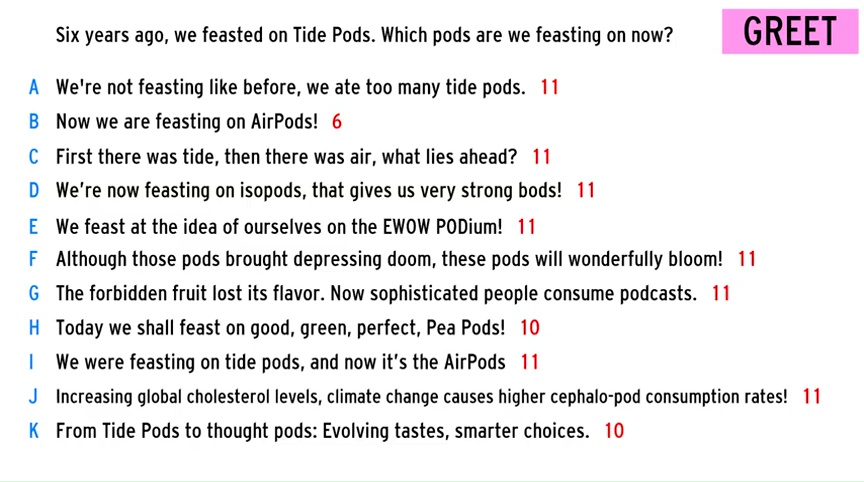 Six years ago, we feasted on Tide Pods. Which pods are we feasting on now?
GREET
A We're not feasting like before, we ate too many tide pods. 11
B Now we are feasting on AirPods! 6
C First there was tide, then there was air, what lies ahead? 11
D We're now feasting on isopods, that gives us very strong bods! 11
E We feast at the idea of ourselves on the EWOW PODium! 11
F Although those pods brought depressing doom, these pods will wonderfully bloom! 11
G The forbidden fruit lost its flavor. Now sophisticated people consume podcasts. 11
H Today we shall feast on good, green, perfect, Pea Pods! 10
I We were feasting on tide pods, and now it's the AirPods 11
J Increasing global cholesterol levels, climate change causes higher cephalo-pod consumption rates! 11
K From Tide Pods to thought pods: Evolving tastes, smarter choices. 10